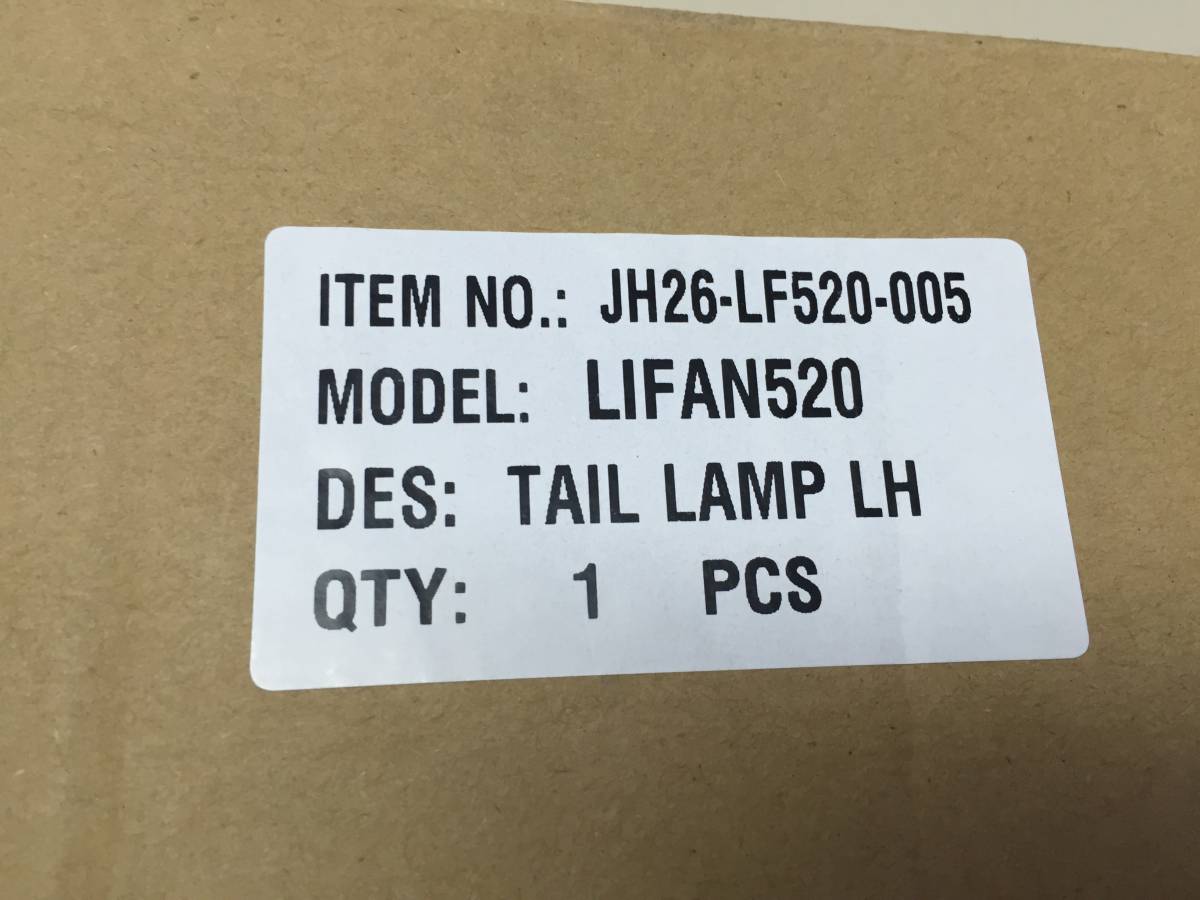 ITEM NO.: JH26-LF520-005
MODEL: LIFAN520
DES: TAIL LAMP LH
QTY: 1 PCS